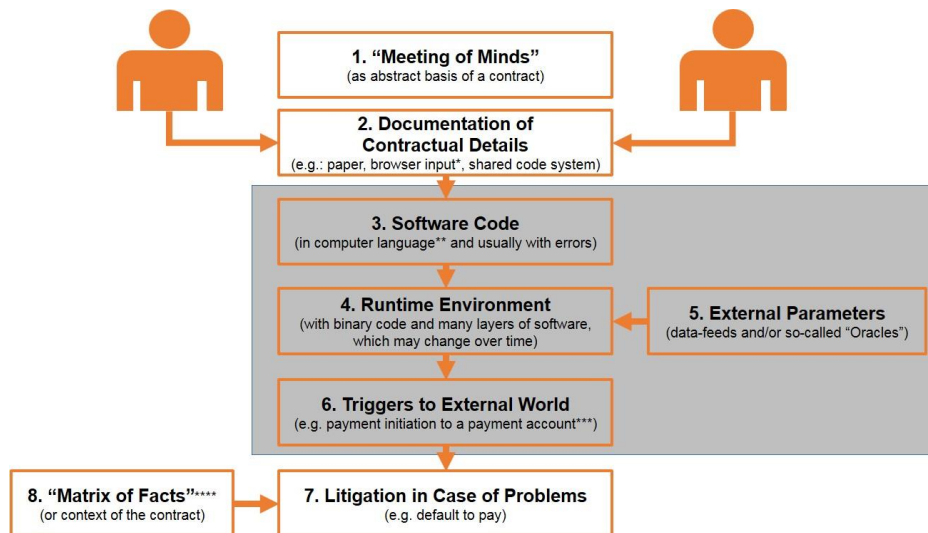 1. “Meeting of Minds”
(as abstract basis of a contract)
2. Documentation of
Contractual Details
(e.g.: paper, browser input*, shared code system)
3. Software Code
(in computer language** and usually with errors)
4. Runtime Environment
(with binary code and many layers of software,
which may change over time)
5. External Parameters
(data-feeds and/or so-called “Oracles”)
6. Triggers to External World
(e.g. payment initiation to a payment account***)
8. “Matrix of Facts”****
(or context of the contract)
7. Litigation in Case of Problems
(e.g. default to pay)